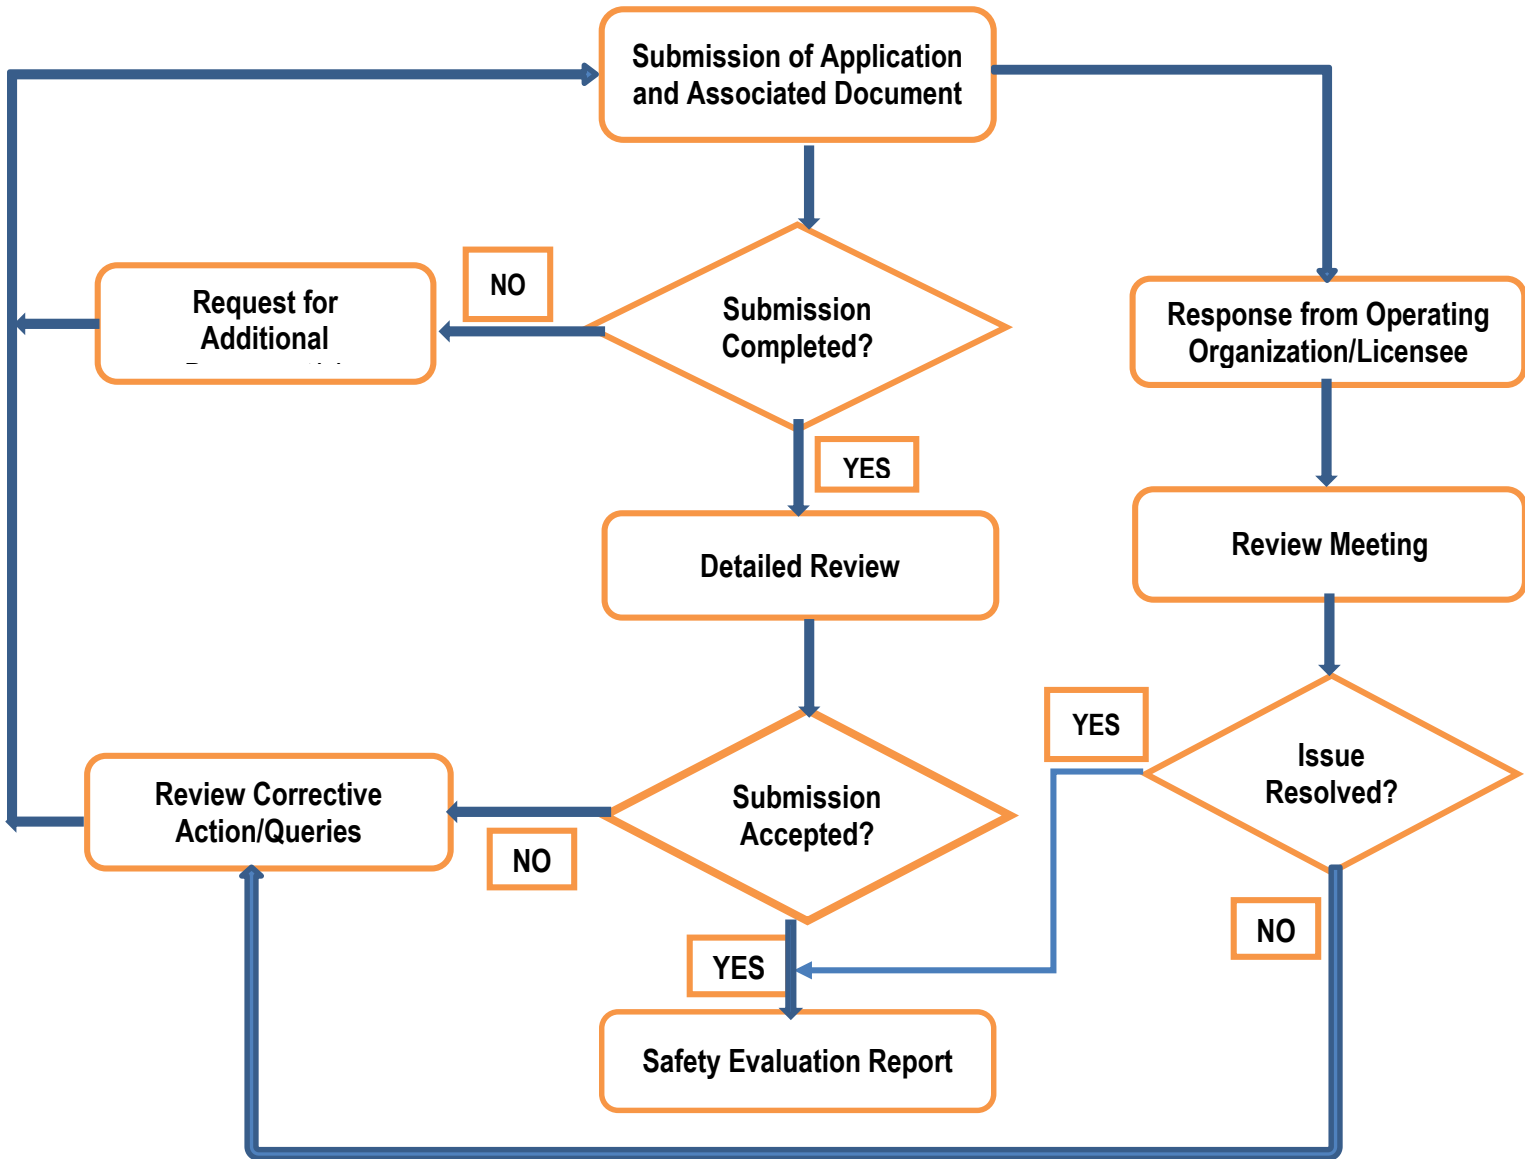 Submission of Application
and Associated Document
NO
Request for
Additional
Submission
Completed?
Response from Operating
Organization/Licensee
YES
Detailed Review
Review Meeting
YES
Issue
Resolved?
Review Corrective
Action/Queries
Submission
Accepted?
NO
NO
YES
Safety Evaluation Report